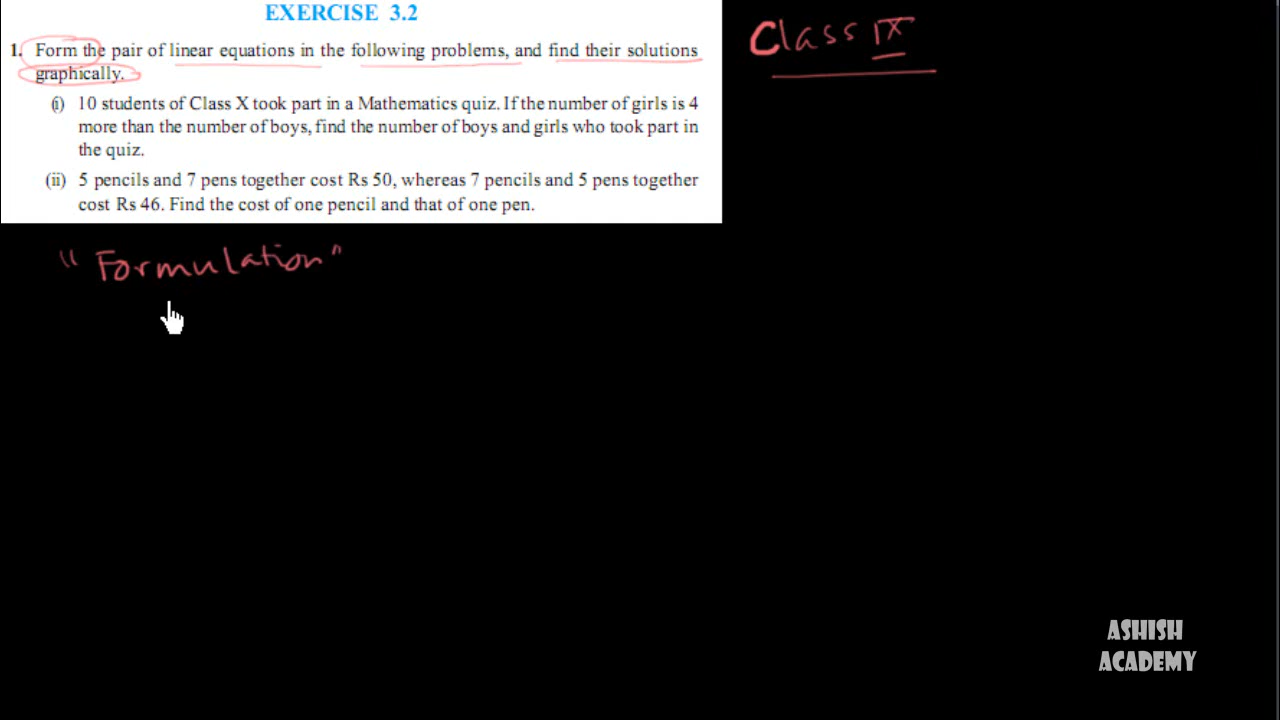 EXERCISE 3.2
1. Form the pair of linear equations in the following problems, and find their solutions
graphically.
(i) 10 students of Class X took part in a Mathematics quiz. If the number of girls is 4
more than the number of boys, find the number of boys and girls who took part in
the quiz.
(ii) 5 pencils and 7 pens together cost Rs 50, whereas 7 pencils and 5 pens together
cost Rs 46. Find the cost of one pencil and that of one pen.
Class IX
"Formulation"
ASHISH
ACADEMY